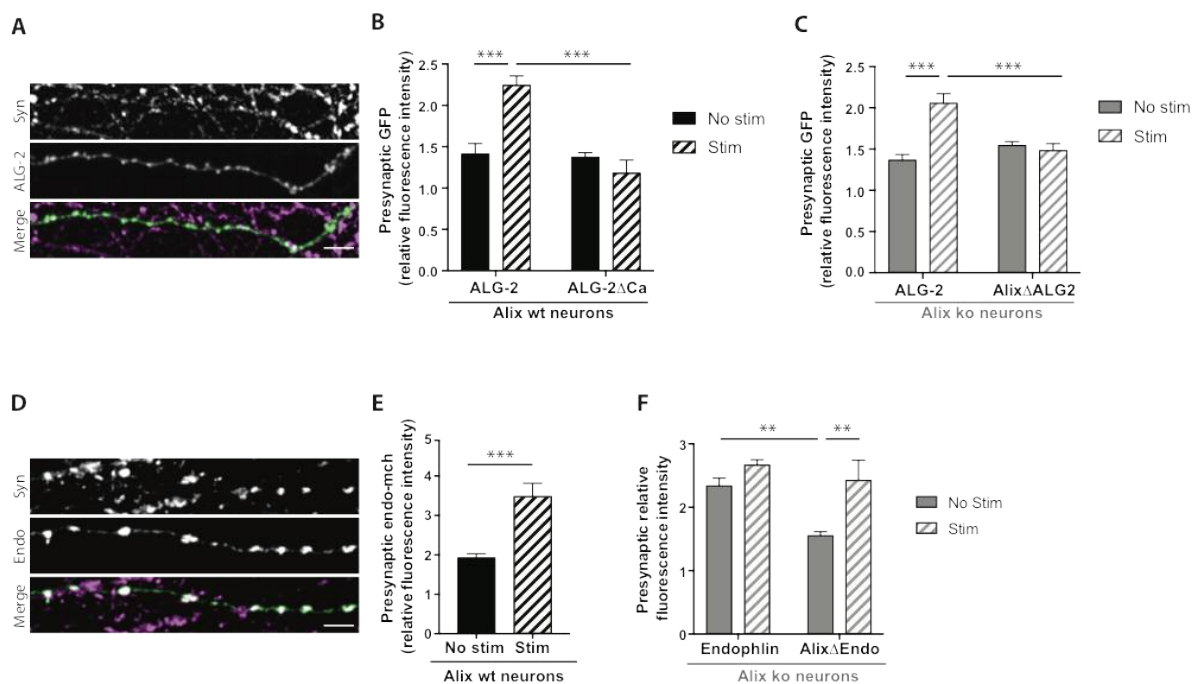 A
Syn
ALG-2
Merge
B
Presynaptic GFP
(relative fluorescence intensity)
2.5
2.0
1.5
1.0
0.5
0.0
***
***
ALG-2
ALG-2ΔCa
Alix wt neurons
No stim
Stim
C
Presynaptic GFP
(relative fluorescence intensity)
2.5
2.0
1.5
1.0
0.5
0.0
***
***
ALG-2
AlixΔALG2
Alix ko neurons
No stim
Stim
D
Syn
Endo
Merge
E
Presynaptic endo-mch
(relative fluorescence intensity)
5
4
3
2
1
0
***
No stim
Stim
Alix wt neurons
F
Presynaptic relative
fluorescence intensity
3
2
1
0
**
**
Endophlin
AlixΔEndo
Alix ko neurons
No Stim
Stim